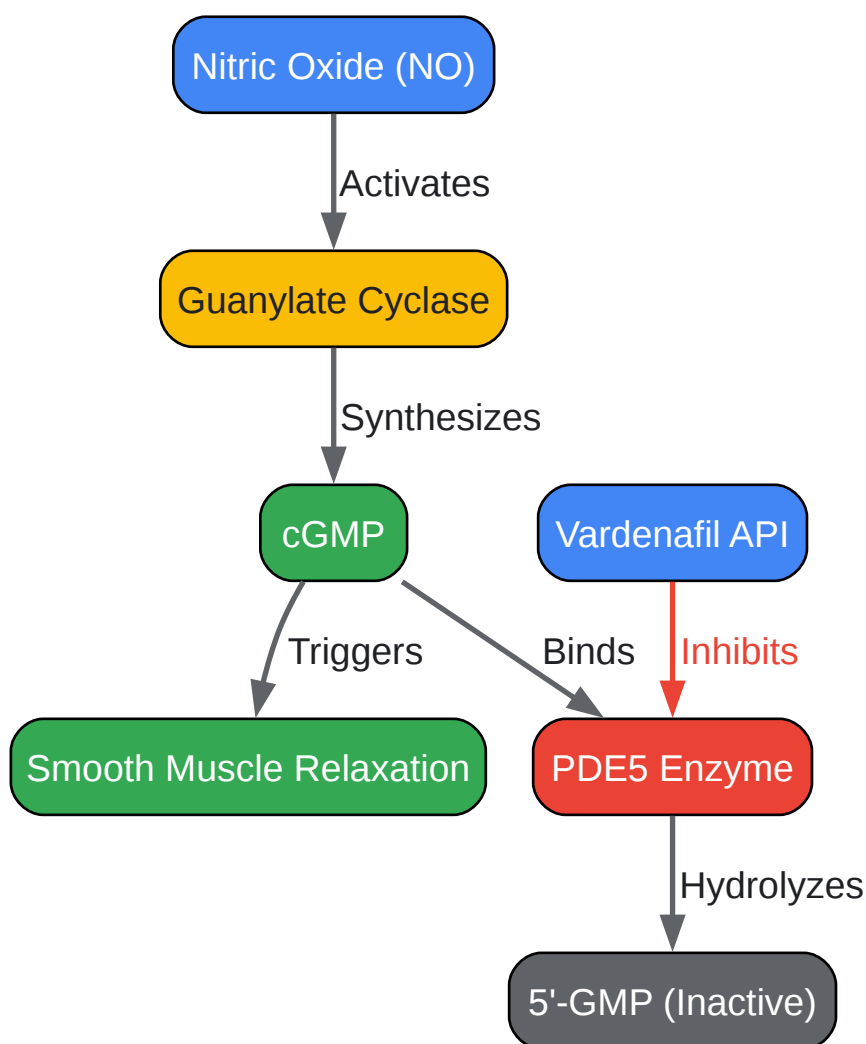 Nitric Oxide (NO)
Activates
Guanylate Cyclase
Synthesizes
cGMP
Vardenafil API
Triggers
Binds
Inhibits
Smooth Muscle Relaxation
PDE5 Enzyme
Hydrolyzes
5'-GMP (Inactive)